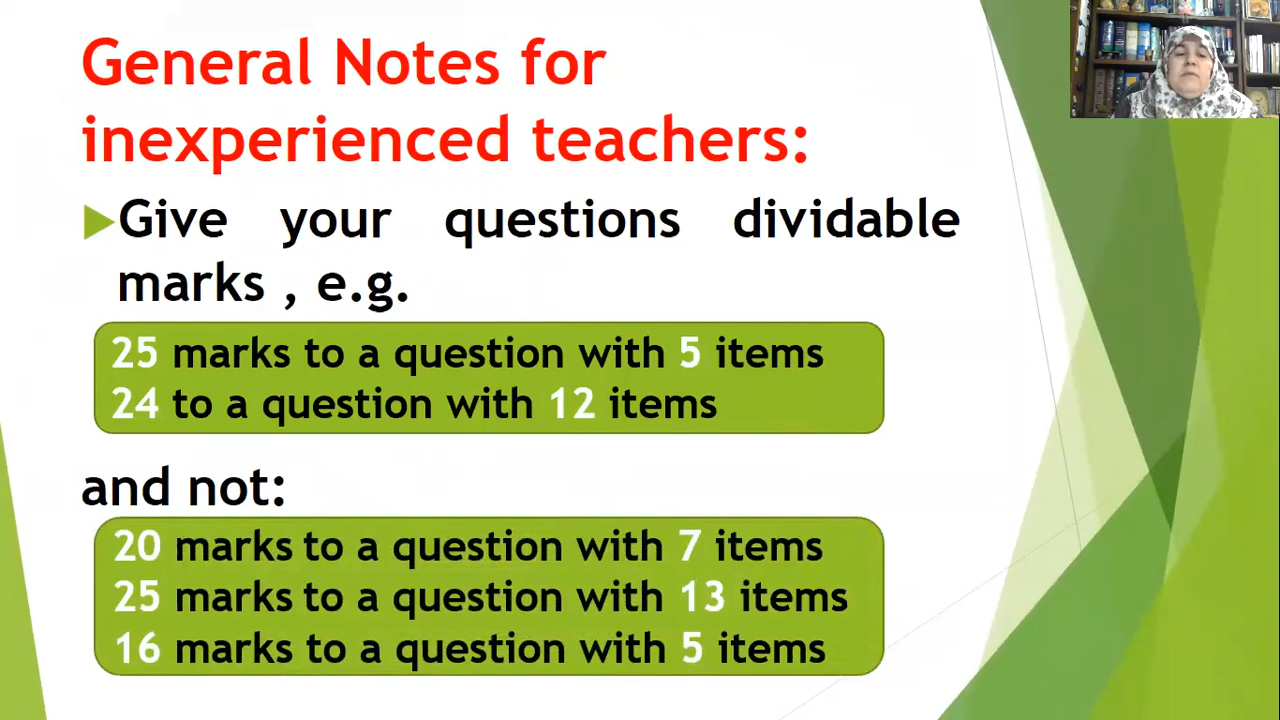 General Notes for
inexperienced teachers:
Give your questions dividable
marks , e.g.
25 marks to a question with 5 items
24 to a question with 12 items
and not:
20 marks to a question with 7 items
25 marks to a question with 13 items
16 marks to a question with 5 items